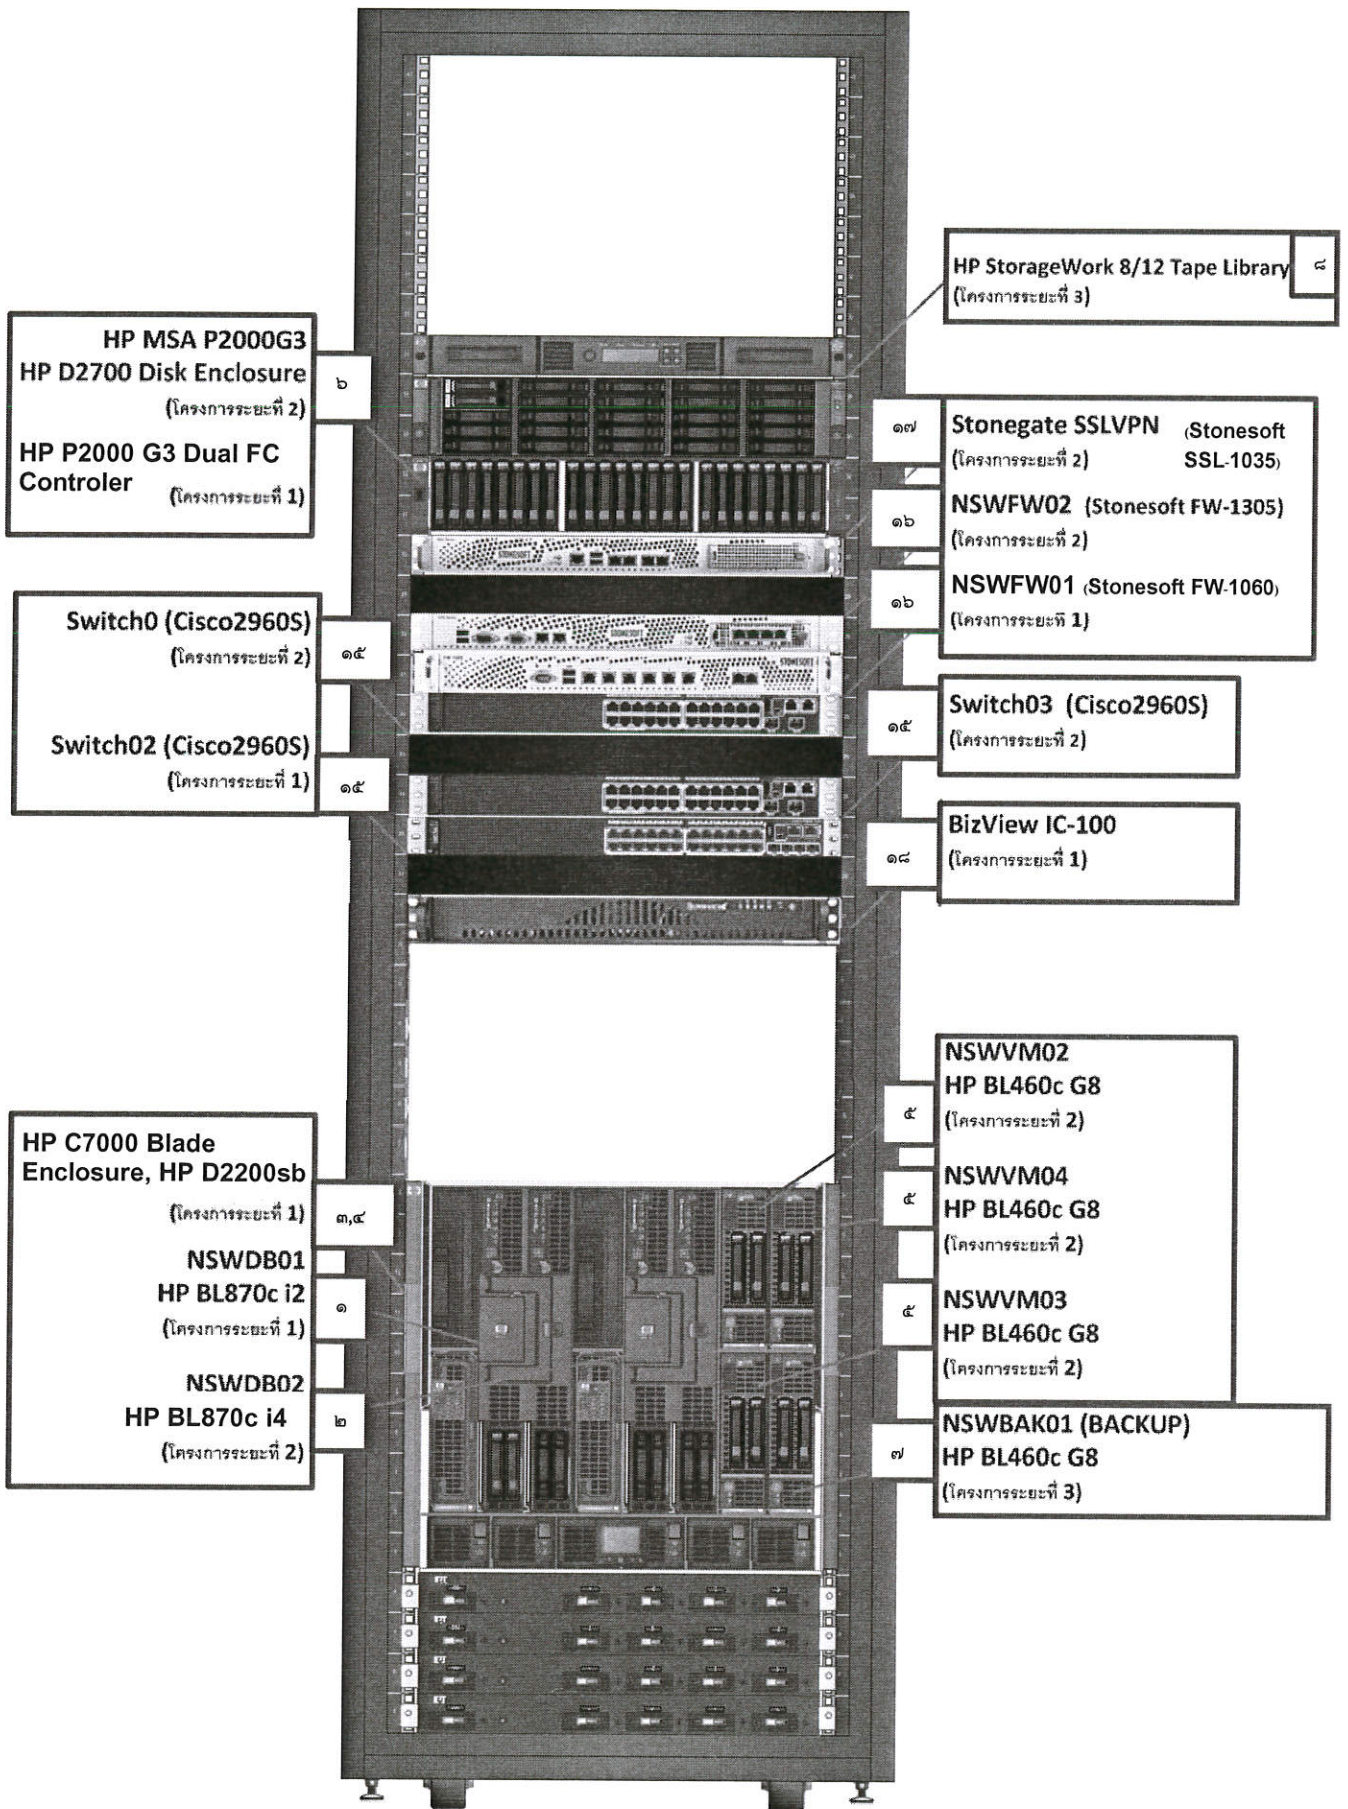 HP StorageWork 8/12 Tape Library
๘
(โครงการระยะที่ 3)
HP MSA P2000G3
HP D2700 Disk Enclosure
๖
(โครงการระยะที่ 2)
HP P2000 G3 Dual FC
Controler
(โครงการระยะที่ 1)
๑๗
Stonegate SSLVPN (Stonesoft
SSL-1035)
(โครงการระยะที่ 2)
๑๖
NSWFW02 (Stonesoft FW-1305)
(โครงการระยะที่ 2)
๑๖
NSWFW01 (Stonesoft FW-1060)
(โครงการระยะที่ 1)
STONESOFT
STONESOFT
STONESOFT
Switch0 (Cisco2960S)
(โครงการระยะที่ 2)
๑๕
Switch02 (Cisco2960S)
(โครงการระยะที่ 1)
๑๕
๑๕
Switch03 (Cisco2960S)
(โครงการระยะที่ 2)
๑๘
BizView IC-100
(โครงการระยะที่ 1)
HP C7000 Blade
Enclosure, HP D2200sb
(โครงการระยะที่ 1)
๓,๔
NSWDB01
HP BL870c i2
(โครงการระยะที่ 1)
๑
NSWDB02
HP BL870c i4
(โครงการระยะที่ 2)
๒
NSWVM02
HP BL460c G8
(โครงการระยะที่ 2)
๕
NSWVM04
HP BL460c G8
(โครงการระยะที่ 2)
๕
NSWVM03
HP BL460c G8
(โครงการระยะที่ 2)
๕
NSWBAK01 (BACKUP)
HP BL460c G8
(โครงการระยะที่ 3)
๗